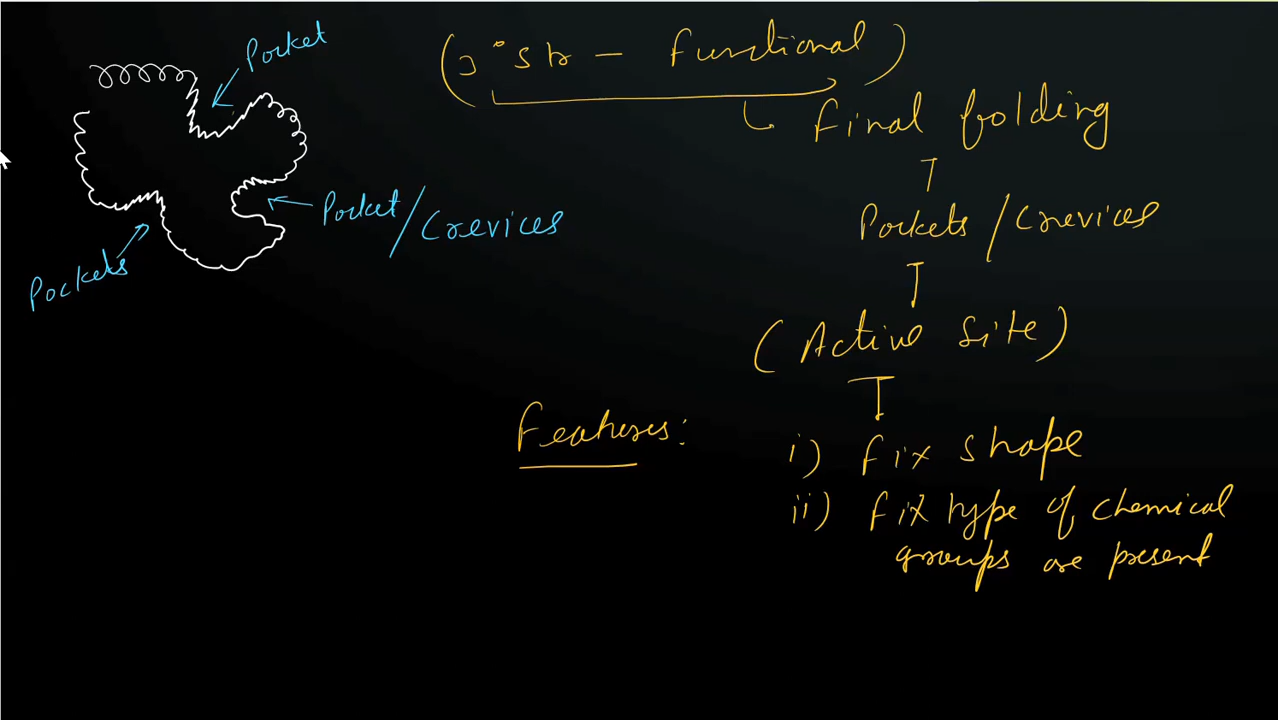 Pocket
(3° str - functional)
final folding
Pockets/Crevices
Pocket/Crevices
Pockets
(Active Site)
Features:
i) fix shape
ii) fix type of chemical
groups are present